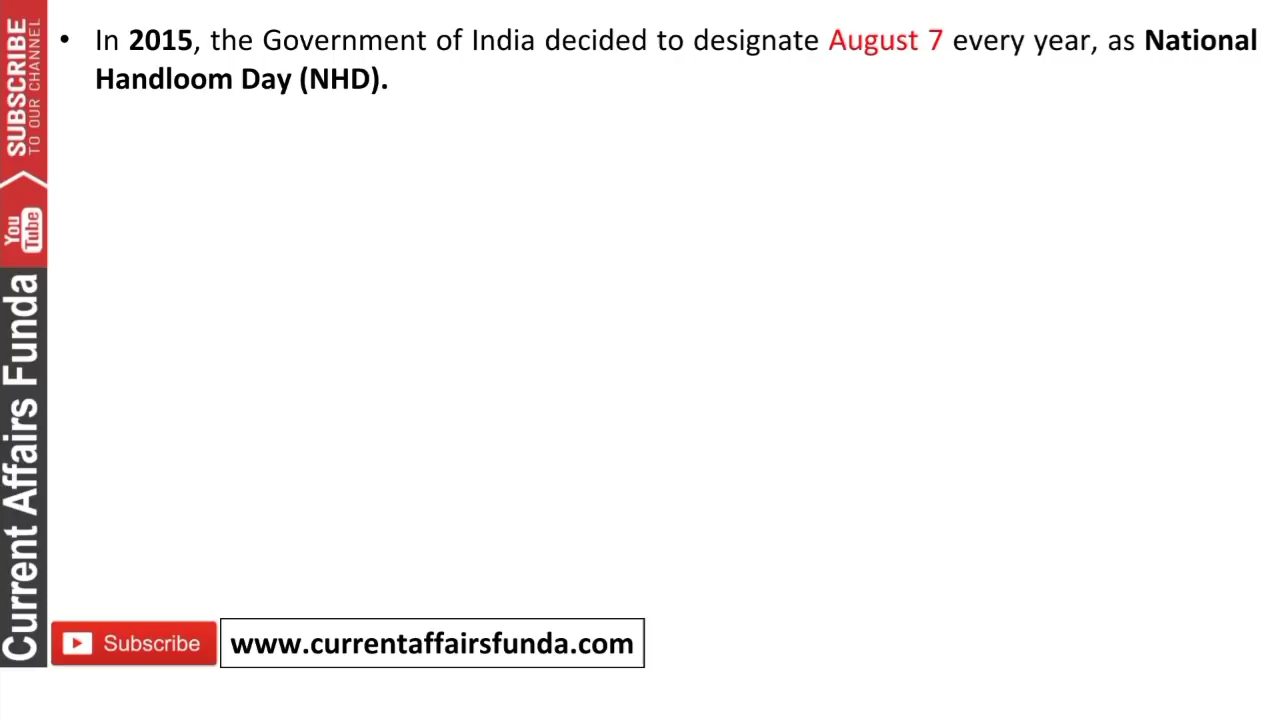 • In 2015, the Government of India decided to designate August 7 every year, as National
Handloom Day (NHD).
SUBSCRIBE
TO OUR CHANNEL
You
Tube
Current Affairs Funda
Subscribe
www.currentaffairsfunda.com